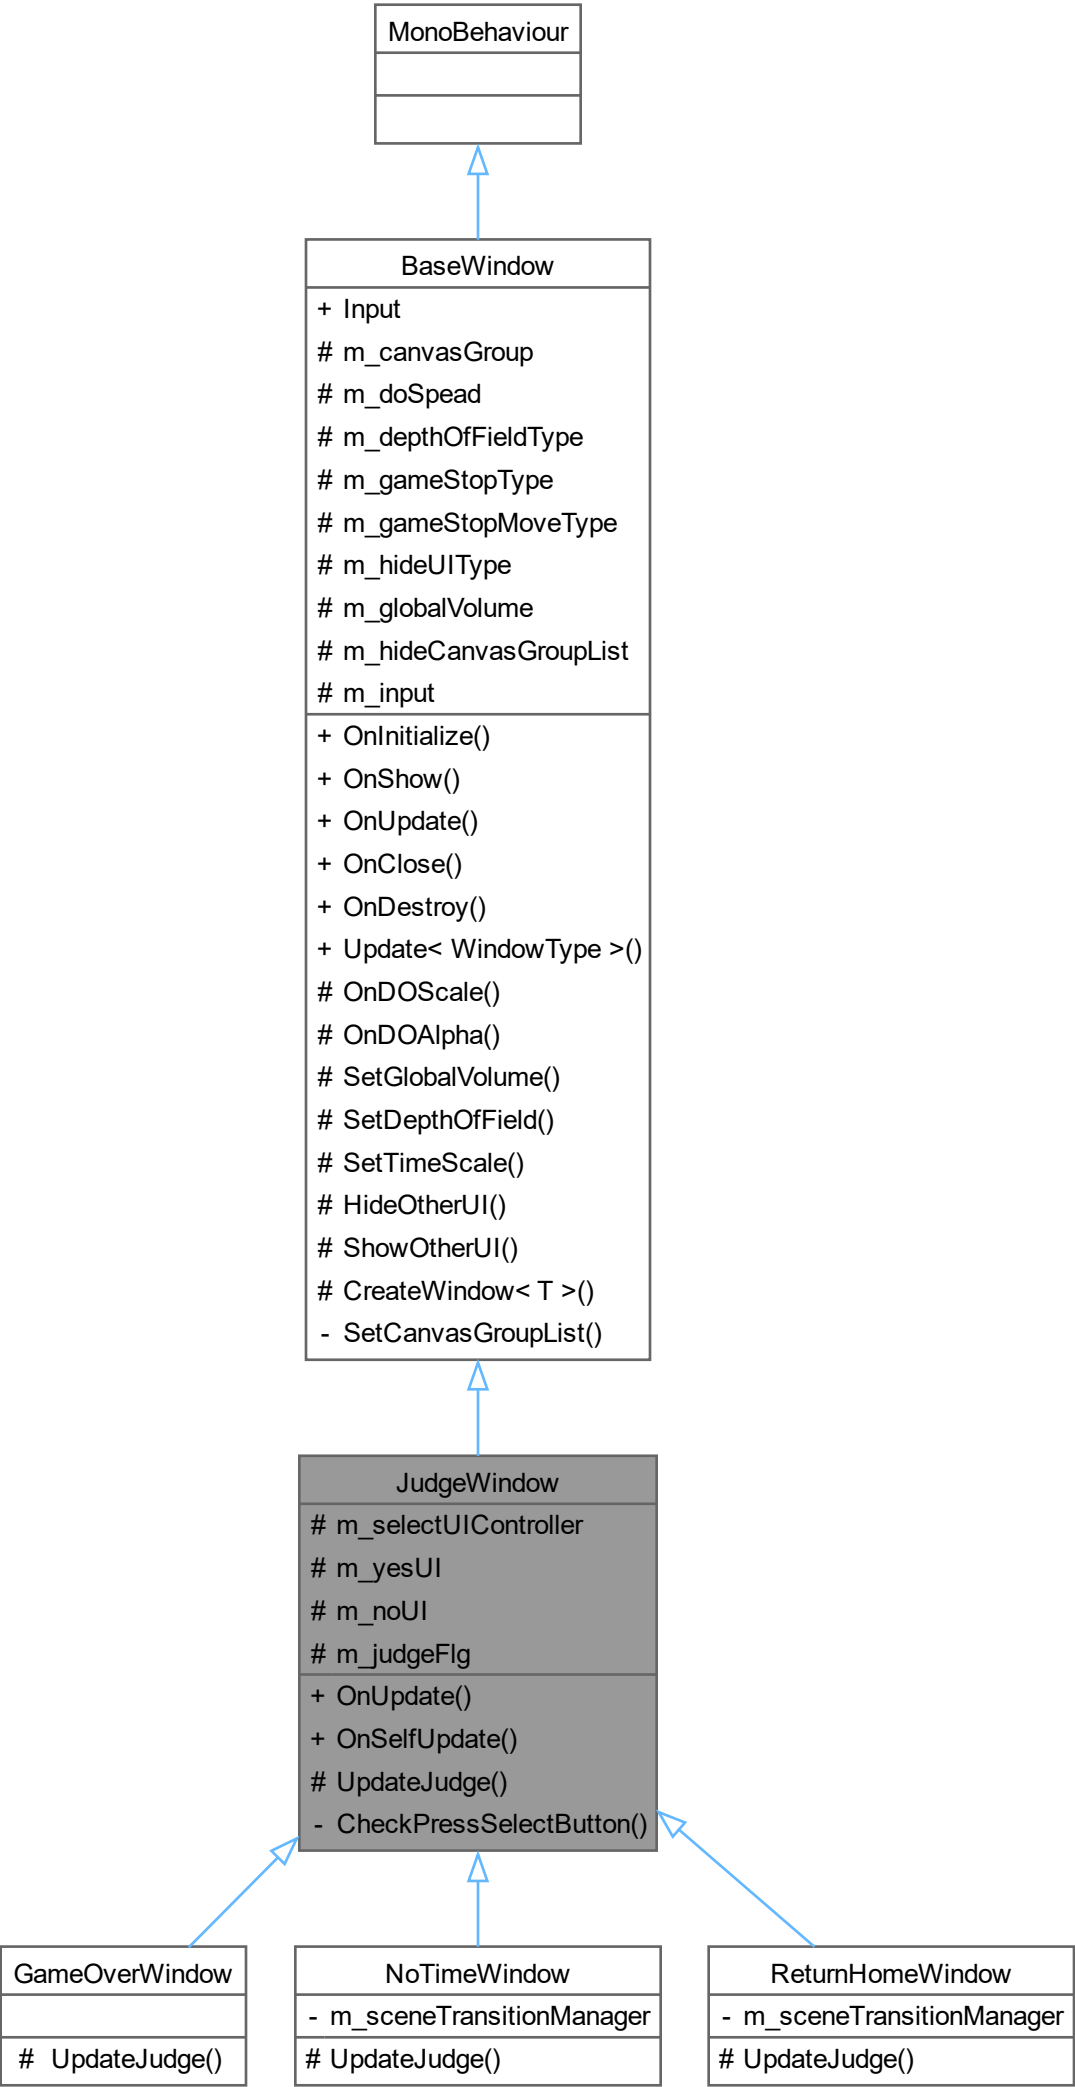 MonoBehaviour
BaseWindow
+ Input
# m_canvasGroup
# m_doSpead
# m_depthOfFieldType
# m_gameStopType
# m_gameStopMoveType
# m_hideUIType
# m_globalVolume
# m_hideCanvasGroupList
# m_input
+ OnInitialize()
+ OnShow()
+ OnUpdate()
+ OnClose()
+ OnDestroy()
+ Update< WindowType >()
# OnDOScale()
# OnDOAlpha()
# SetGlobalVolume()
# SetDepthOfField()
# SetTimeScale()
# HideOtherUI()
# ShowOtherUI()
# CreateWindow< T >()
- SetCanvasGroupList()
JudgeWindow
# m_selectUIController
# m_yesUI
# m_noUI
# m_judgeFlg
+ OnUpdate()
+ OnSelfUpdate()
# UpdateJudge()
- CheckPressSelectButton()
GameOverWindow
# UpdateJudge()
NoTimeWindow
- m_sceneTransitionManager
# UpdateJudge()
ReturnHomeWindow
- m_sceneTransitionManager
# UpdateJudge()